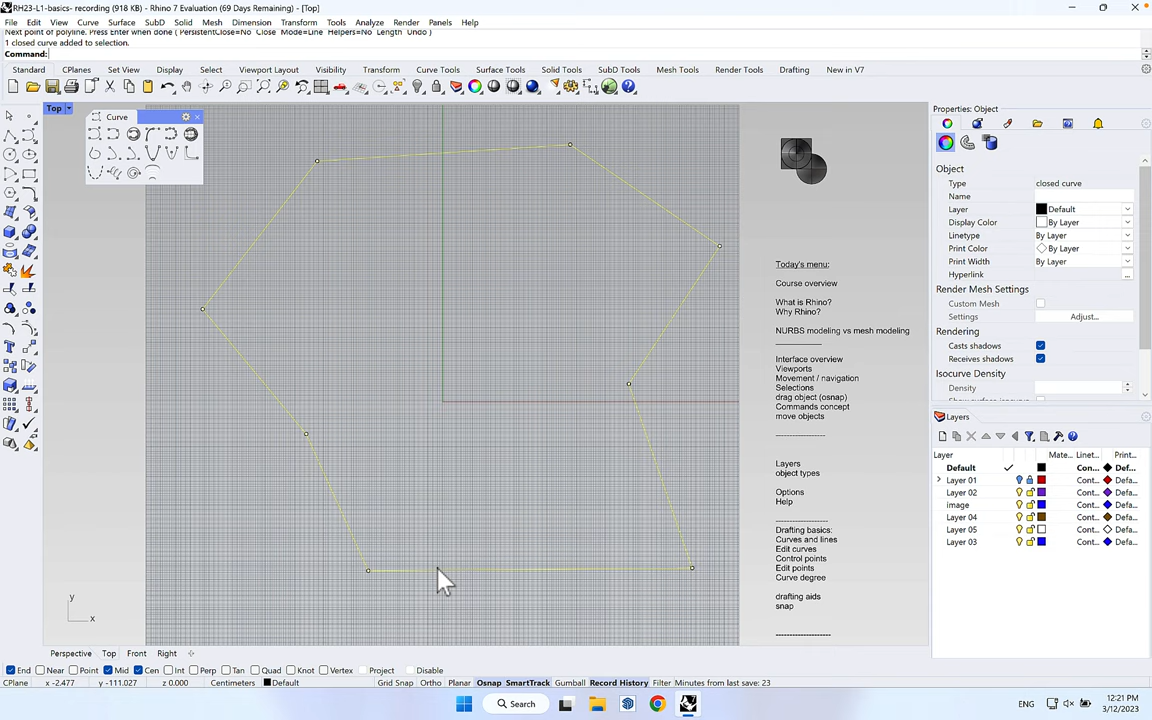 RH23-L1-basics- recording (918 KB) - Rhino 7 Evaluation (69 Days Remaining) - [Top]
File Edit View Curve Surface SubD Solid Mesh Dimension Transform Tools Analyze Render Panels Help
Next point of polyline. Press Enter when done ( PersistentClose=No Close Mode=Line Helpers=No Length Undo )
1 closed curve added to selection.
Command:
Standard CPlanes Set View Display Select Viewport Layout Visibility Transform Curve Tools Surface Tools Solid Tools SubD Tools Mesh Tools Render Tools Drafting New in V7
Top
Curve
Today's menu:
Course overview
What is Rhino?
Why Rhino?
NURBS modeling vs mesh modeling
Interface overview
Viewports
Movement / navigation
Selections
drag object (osnap)
Commands concept
move objects
Layers
object types
Options
Help
Drafting basics:
Curves and lines
Edit curves
Control points
Edit points
Curve degree
drafting aids
snap
y
x
Properties: Object
Object
Type closed curve
Name
Layer Default
Display Color By Layer
Linetype By Layer
Print Color By Layer
Print Width By Layer
Hyperlink ...
Render Mesh Settings
Custom Mesh
Settings Adjust...
Rendering
Casts shadows
Receives shadows
Isocurve Density
Density
Layers
Layer Mate... Linet... Print...
Default Con... Def...
Layer 01 Cont... Defa...
Layer 02 Cont... Defa...
image Cont... Defa...
Layer 04 Cont... Defa...
Layer 05 Cont... Defa...
Layer 03 Cont... Defa...
Perspective Top Front Right
End Near Point Mid Cen Int Perp Tan Quad Knot Vertex Project Disable
CPlane x -2.477 y -111.027 z 0.000 Centimeters Default Grid Snap Ortho Planar Osnap SmartTrack Gumball Record History Filter Minutes from last save: 23
Search
ENG
12:21 PM
3/12/2023